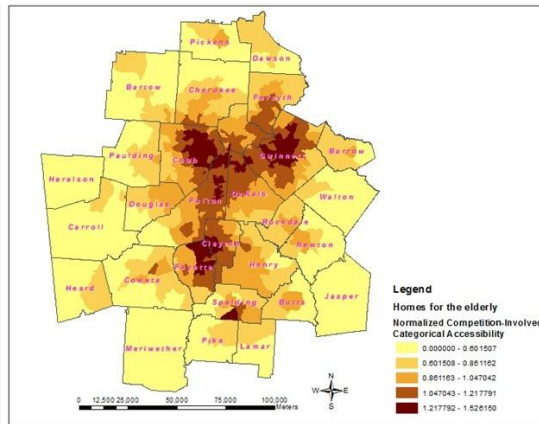 Pickens
Dawson
Bartow
Cherokee
Forsyth
Paulding
Cobb
Gwinnett
Barrow
Haralson
Fulton
DeKalb
Walton
Douglas
Rockdale
Carroll
Clayton
Newton
Fayette
Henry
Heard
Coweta
Spalding
Butts
Jasper
Meriwether
Pike
Lamar
Legend
Homes for the elderly
Normalized Competition-Involved
Categorical Accessibility
0.000000 - 0.601507
0.601508 - 0.861162
0.861163 - 1.047042
1.047043 - 1.217791
1.217792 - 1.526150
N
W E
S
0 12,500 25,000 50,000 75,000 100,000
Meters